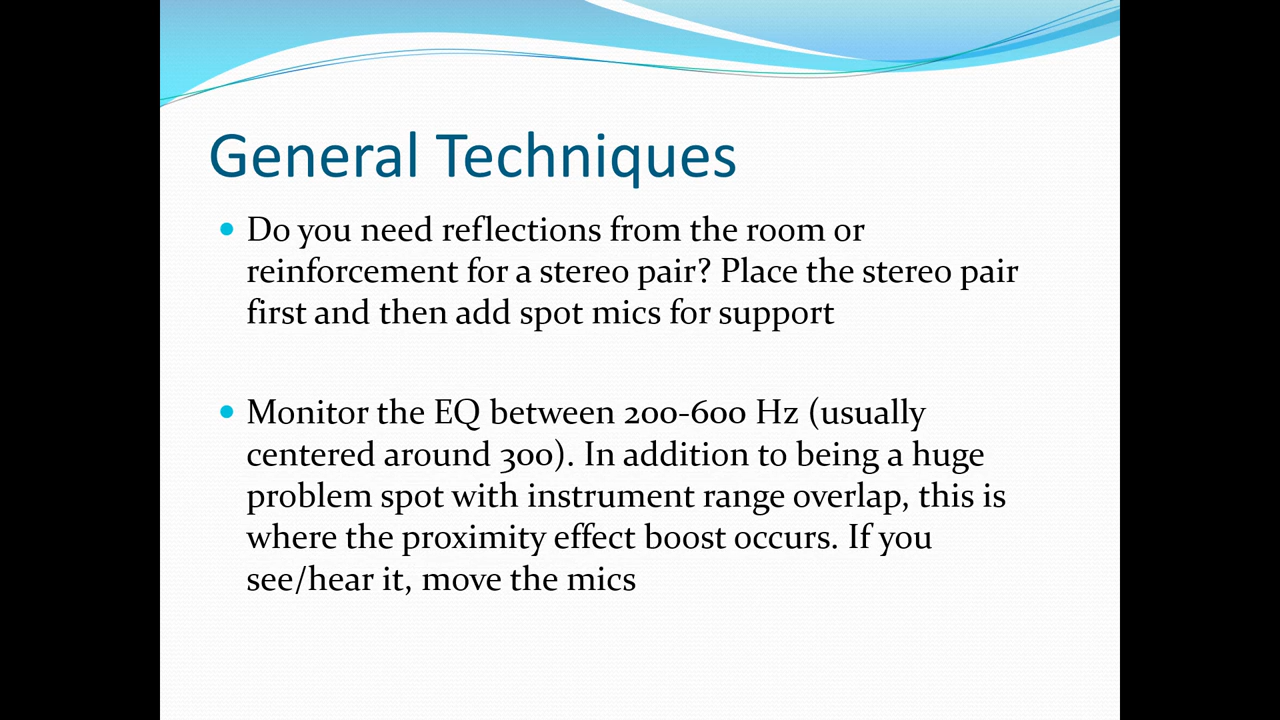 General Techniques
Do you need reflections from the room or
reinforcement for a stereo pair? Place the stereo pair
first and then add spot mics for support
Monitor the EQ between 200-600 Hz (usually
centered around 300). In addition to being a huge
problem spot with instrument range overlap, this is
where the proximity effect boost occurs. If you
see/hear it, move the mics